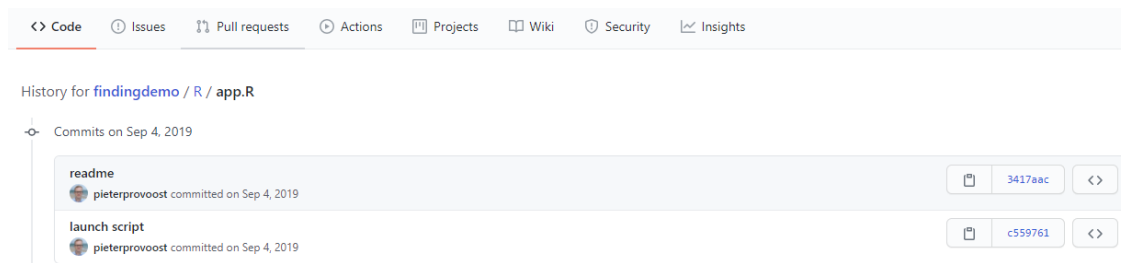 <> Code Issues Pull requests Actions Projects Wiki Security Insights
History for findingdemo / R / app.R
Commits on Sep 4, 2019
readme
pieterprovoost committed on Sep 4, 2019
3417aac <>
launch script
pieterprovoost committed on Sep 4, 2019
c559761 <>